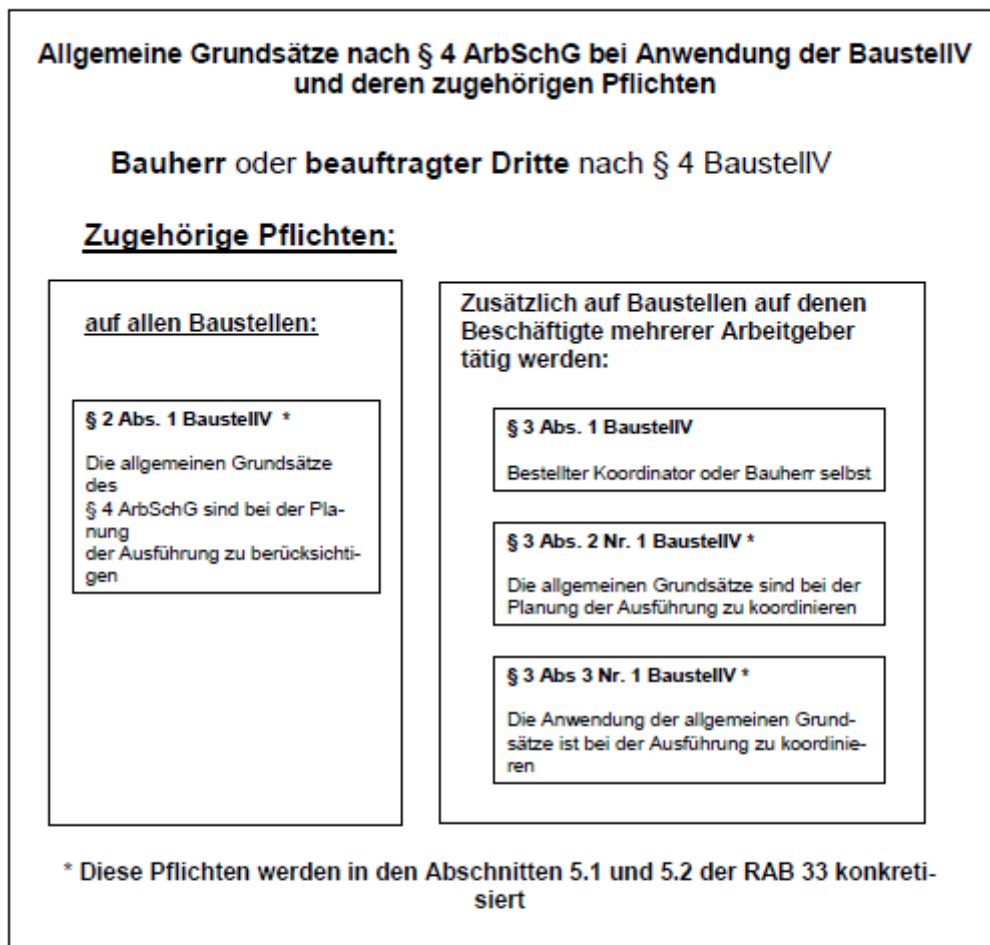 Allgemeine Grundsätze nach § 4 ArbSchG bei Anwendung der BaustellV
und deren zugehörigen Pflichten
Bauherr oder beauftragter Dritte nach § 4 BaustellV
Zugehörige Pflichten:
auf allen Baustellen:
§ 2 Abs. 1 BaustellV *
Die allgemeinen Grundsätze
des
§ 4 ArbSchG sind bei der Pla-
nung
der Ausführung zu berücksichti-
gen
Zusätzlich auf Baustellen auf denen
Beschäftigte mehrerer Arbeitgeber
tätig werden:
§ 3 Abs. 1 BaustellV
Bestellter Koordinator oder Bauherr selbst
§ 3 Abs. 2 Nr. 1 BaustellV *
Die allgemeinen Grundsätze sind bei der
Planung der Ausführung zu koordinieren
§ 3 Abs 3 Nr. 1 BaustellV *
Die Anwendung der allgemeinen Grund-
sätze ist bei der Ausführung zu koordinie-
ren
* Diese Pflichten werden in den Abschnitten 5.1 und 5.2 der RAB 33 konkreti-
siert